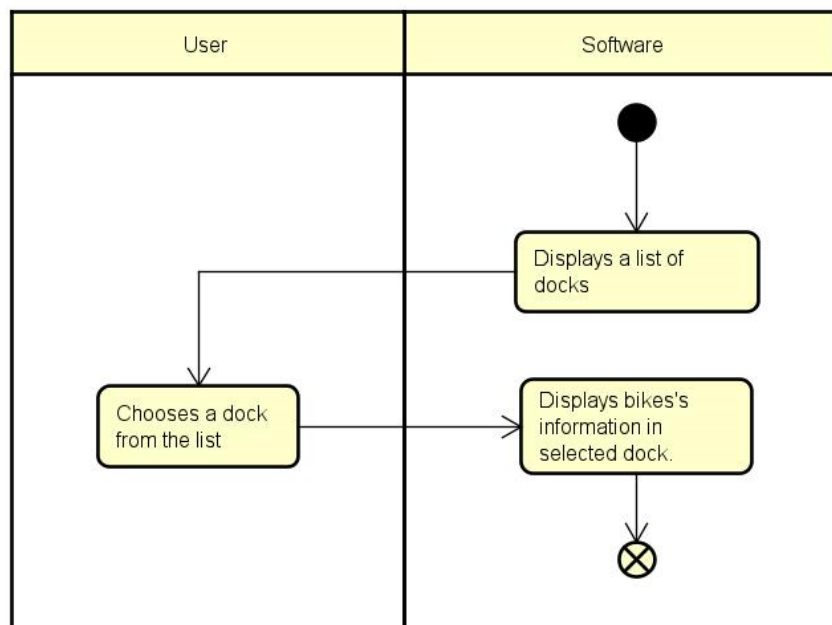 User
Software
Displays a list of
docks
Chooses a dock
from the list
Displays bikes's
information in
selected dock.